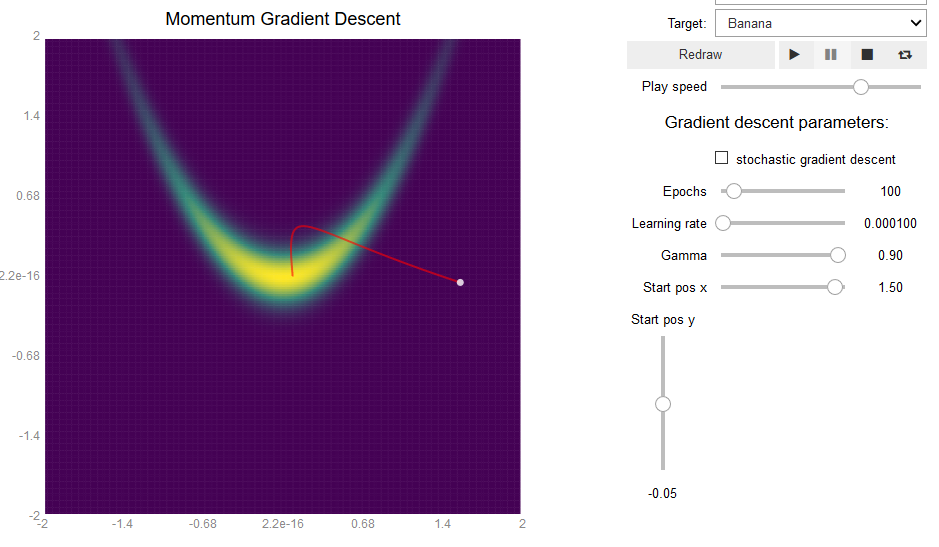 Momentum Gradient Descent
2
1.4
0.68
2.2e-16
-0.68
-1.4
-2
-2
-1.4
-0.68
2.2e-16
0.68
1.4
2
Target: Banana
Redraw
Play speed
Gradient descent parameters:
stochastic gradient descent
Epochs 100
Learning rate 0.000100
Gamma 0.90
Start pos x 1.50
Start pos y
-0.05